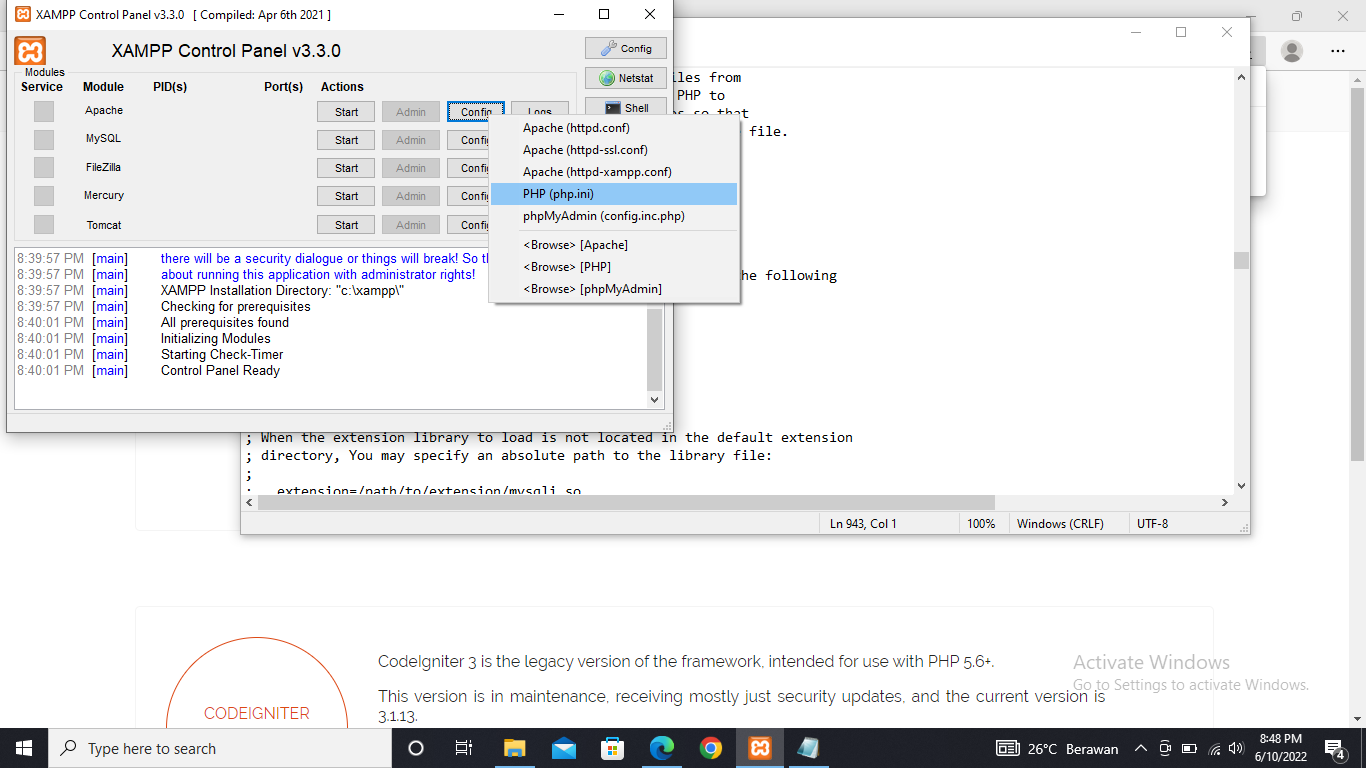 XAMPP Control Panel v3.3.0 [ Compiled: Apr 6th 2021 ]
XAMPP Control Panel v3.3.0
Config
Netstat
Shell
Modules
Service Module PID(s) Port(s) Actions
Apache Start Admin Config Logs
MySQL Start Admin Config
FileZilla Start Admin Config
Mercury Start Admin Config
Tomcat Start Admin Config
Apache (httpd.conf)
Apache (httpd-ssl.conf)
Apache (httpd-xampp.conf)
PHP (php.ini)
phpMyAdmin (config.inc.php)
<Browse> [Apache]
<Browse> [PHP]
<Browse> [phpMyAdmin]
8:39:57 PM [main] there will be a security dialogue or things will break! So
8:39:57 PM [main] about running this application with administrator rights!
8:39:57 PM [main] XAMPP Installation Directory: "c:\xampp\"
8:39:57 PM [main] Checking for prerequisites
8:40:01 PM [main] All prerequisites found
8:40:01 PM [main] Initializing Modules
8:40:01 PM [main] Starting Check-Timer
8:40:01 PM [main] Control Panel Ready
from
PHP to
so that
file.
he following
; When the extension library to load is not located in the default extension
; directory, You may specify an absolute path to the library file:
;
; extension=/path/to/extension/mysqli.so
Ln 943, Col 1 100% Windows (CRLF) UTF-8
CODEIGNITER
CodeIgniter 3 is the legacy version of the framework, intended for use with PHP 5.6+.
This version is in maintenance, receiving mostly just security updates, and the current version is
3.1.13.
Activate Windows
Go to Settings to activate Windows.
Type here to search
26°C Berawan
8:48 PM
6/10/2022
4